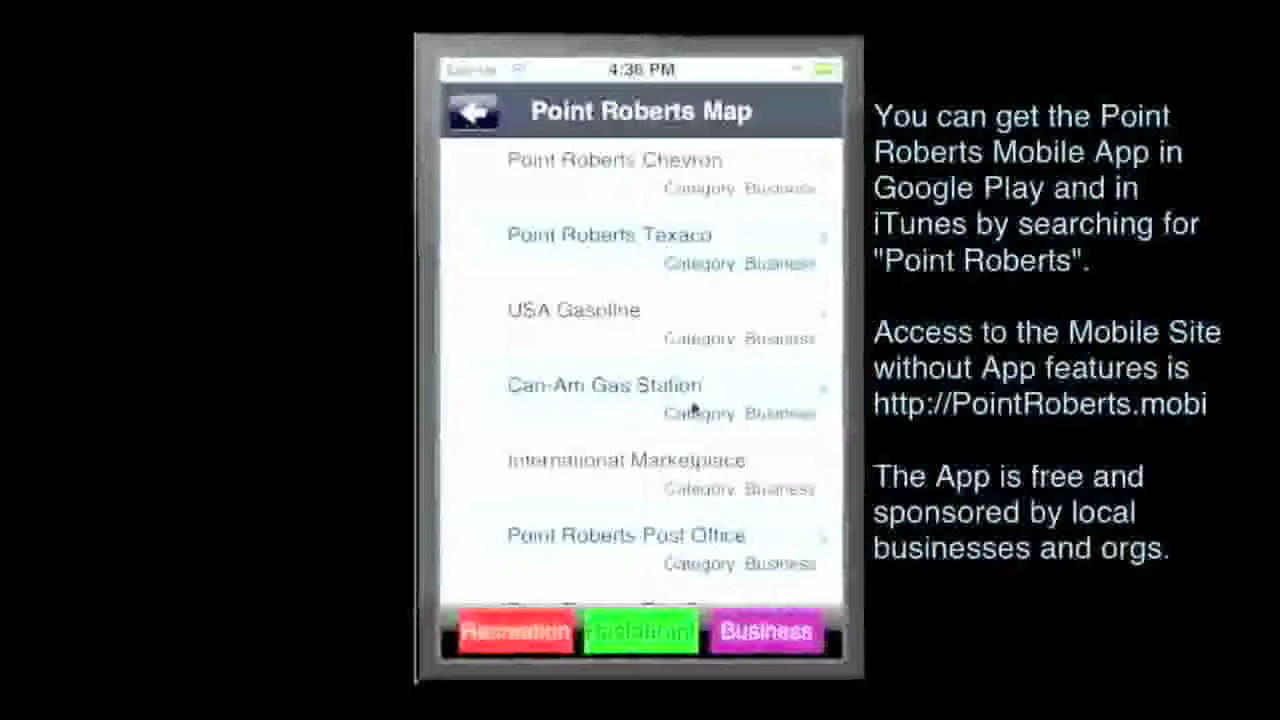 4:36 PM
Point Roberts Map
Point Roberts Chevron
Category Business
Point Roberts Texaco
Category Business
USA Gasoline
Category Business
Can-Am Gas Station
Category Business
International Marketplace
Category Business
Point Roberts Post Office
Category Business
Recreation
Restaurant
Business
You can get the Point
Roberts Mobile App in
Google Play and in
iTunes by searching for
"Point Roberts".
Access to the Mobile Site
without App features is
http://PointRoberts.mobi
The App is free and
sponsored by local
businesses and orgs.